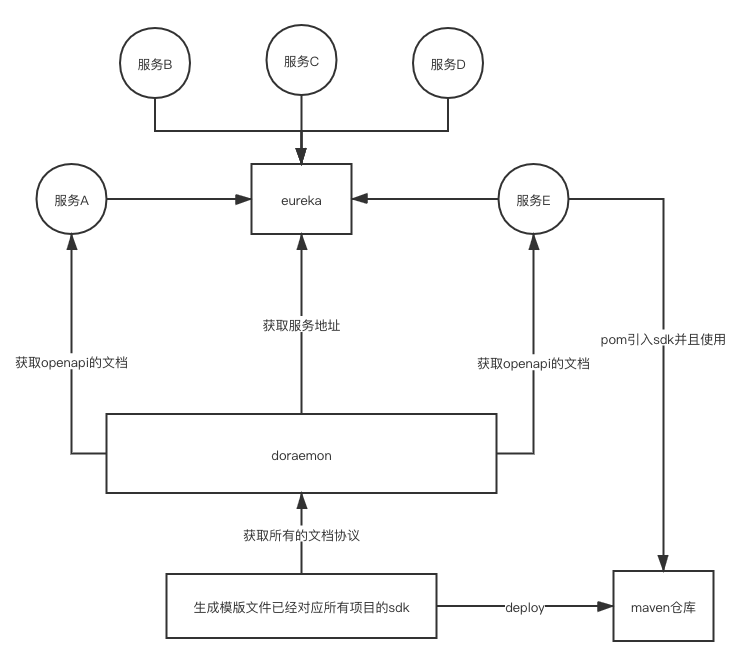 服务B
服务C
服务D
服务A
eureka
服务E
获取服务地址
pom引入sdk并且使用
获取openapi的文档
获取openapi的文档
doraemon
获取所有的文档协议
生成模版文件已经对应所有项目的sdk
deploy
maven仓库